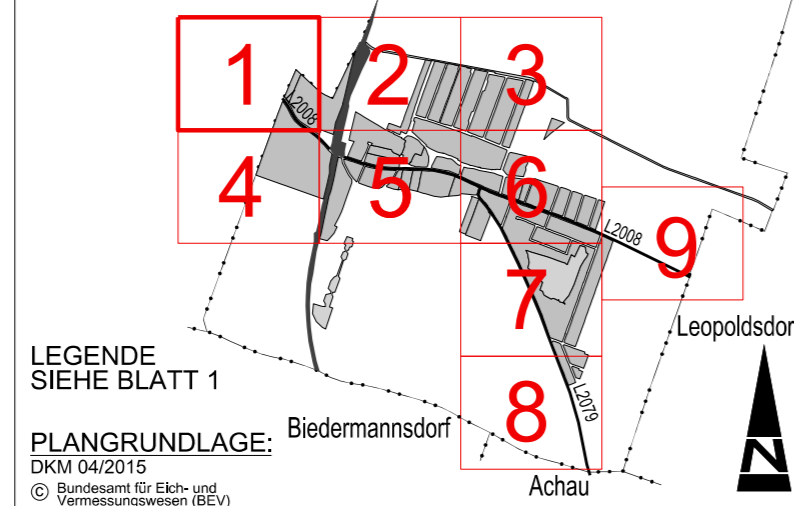 1
2
3
L2008
4
5
6
L2008
9
7
Leopoldsdor
LEGENDE
SIEHE BLATT 1
8
L2079
Biedermannsdorf
PLANGRUNDLAGE:
DKM 04/2015
© Bundesamt für Eich- und
Vermessungswesen (BEV)
Achau
N